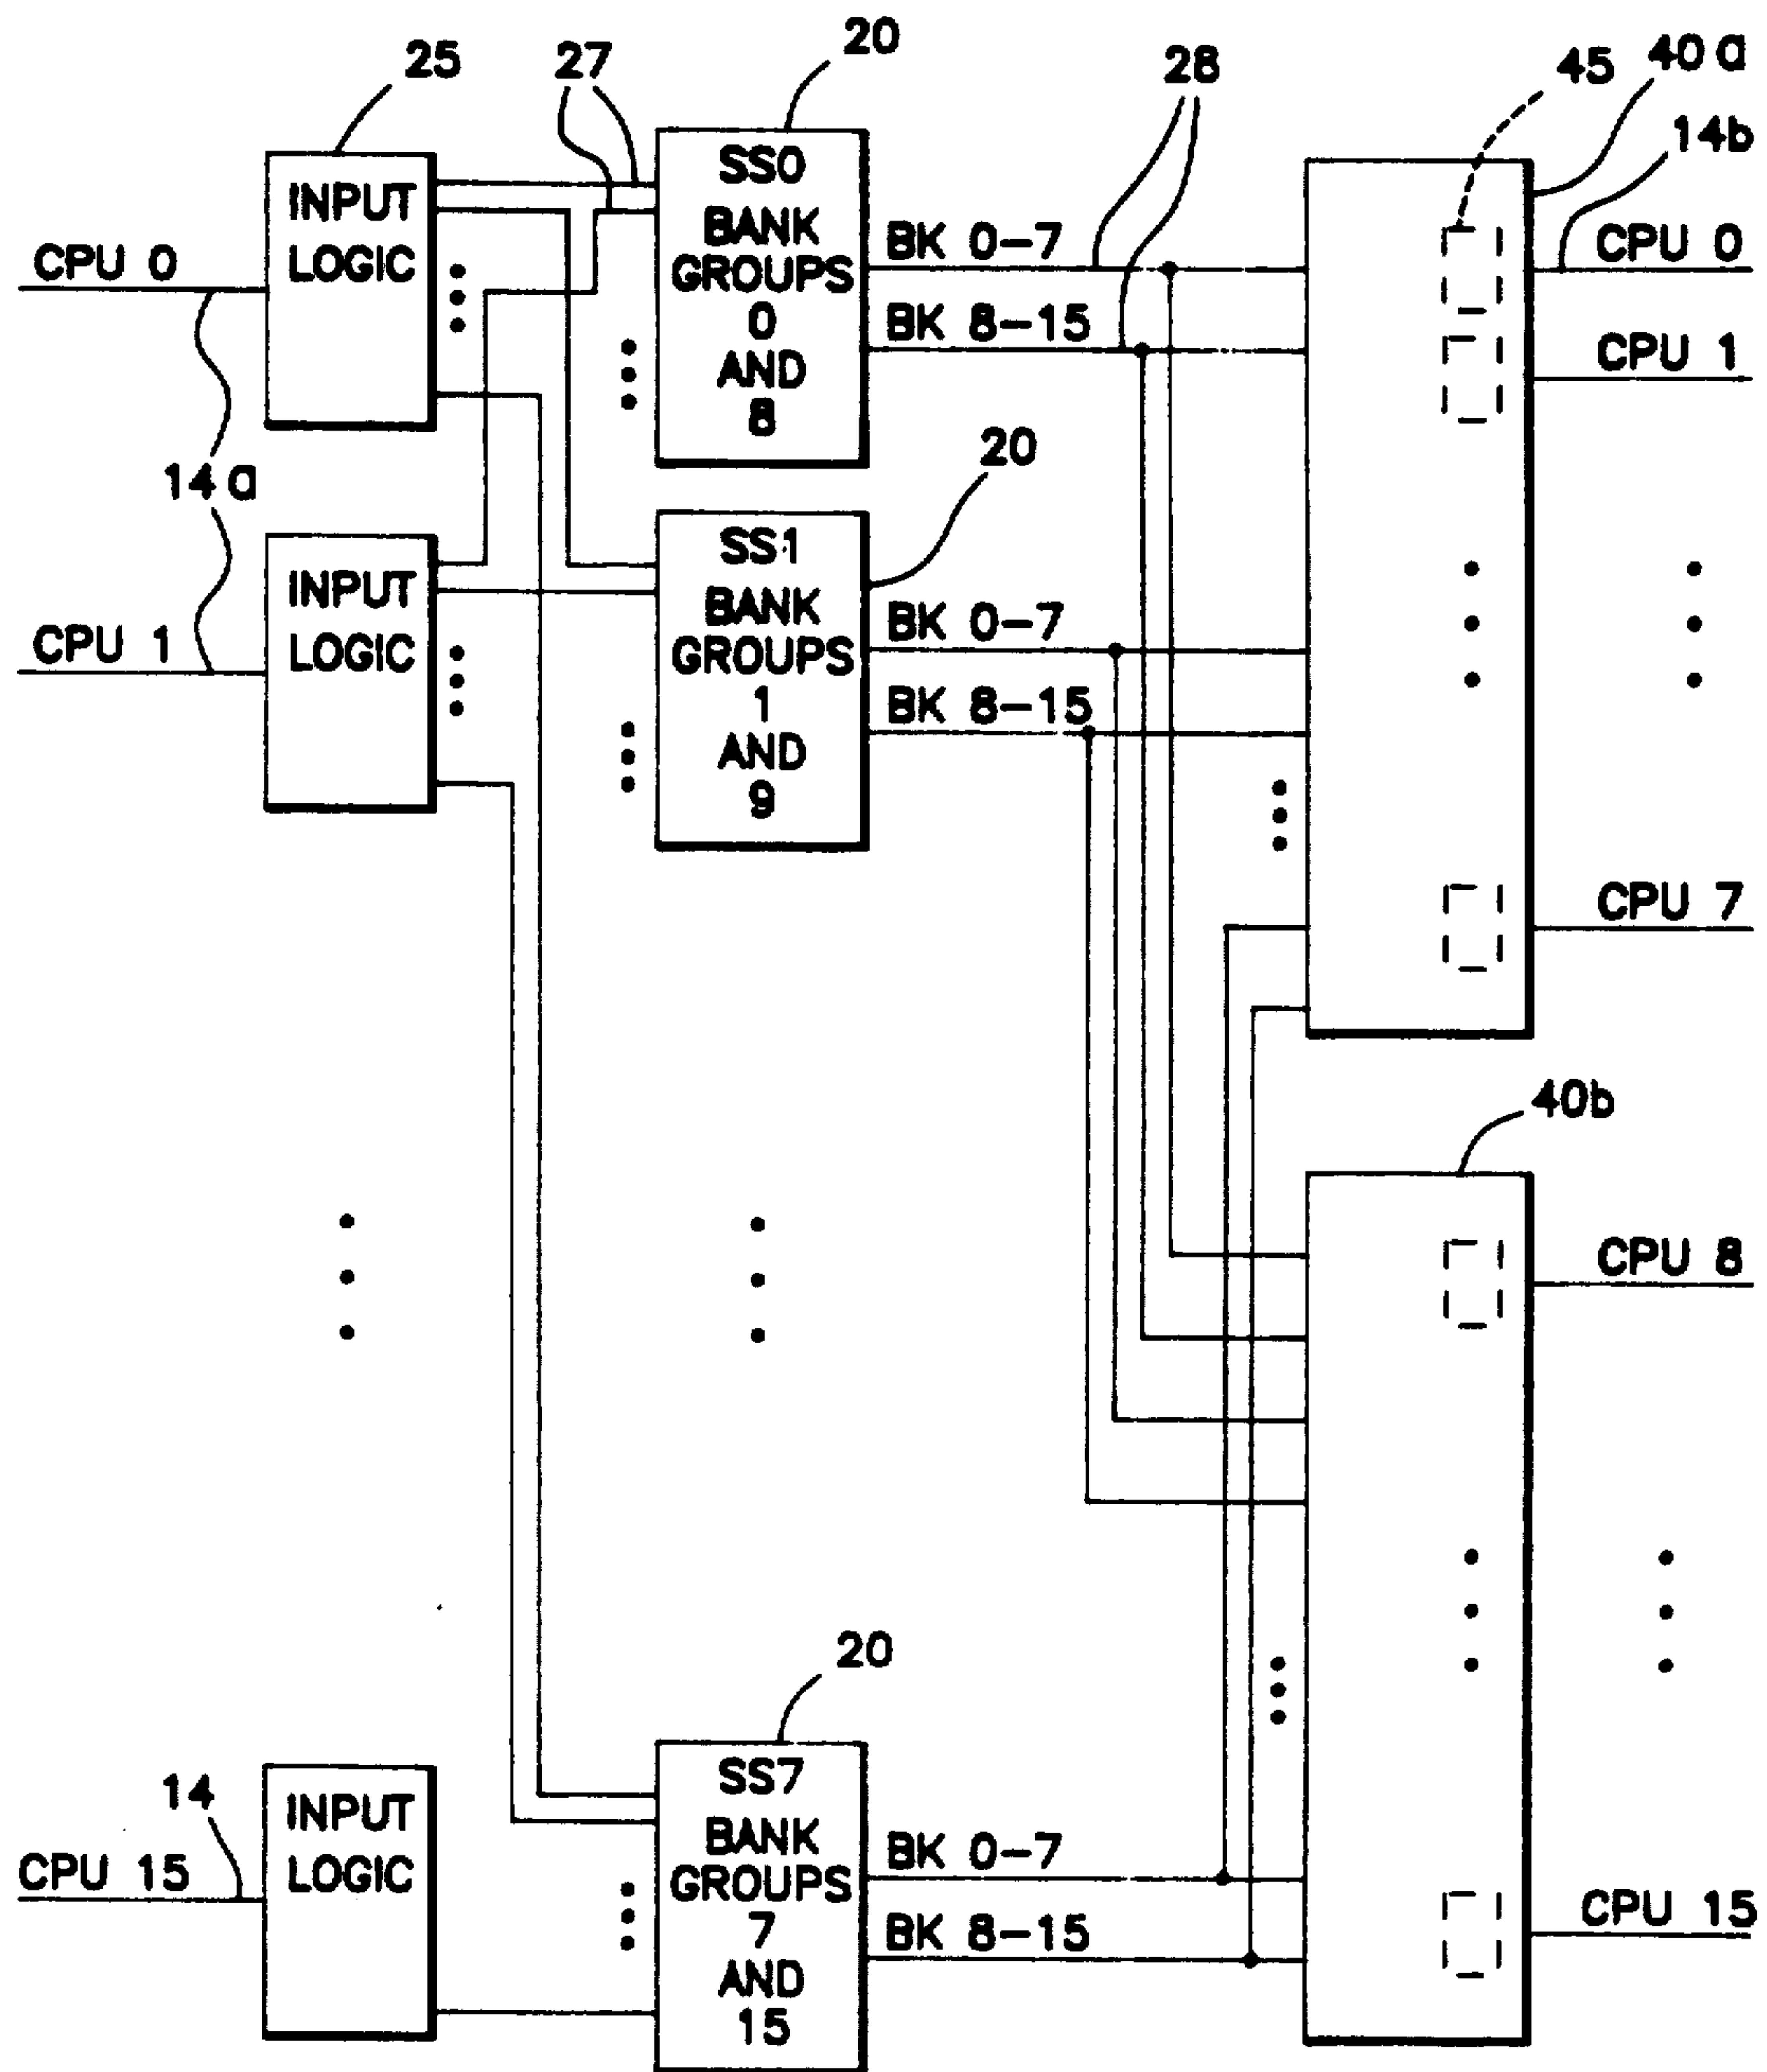 25
27
20
28
45
40a
14b
INPUT
LOGIC
CPU 0
SS0
BANK
GROUPS
0
AND
8
BK 0-7
BK 8-15
CPU 0
CPU 1
14a
20
INPUT
LOGIC
CPU 1
SS1
BANK
GROUPS
1
AND
9
BK 0-7
BK 8-15
CPU 7
40b
CPU 8
20
14
INPUT
LOGIC
CPU 15
SS7
BANK
GROUPS
7
AND
15
BK 0-7
BK 8-15
CPU 15